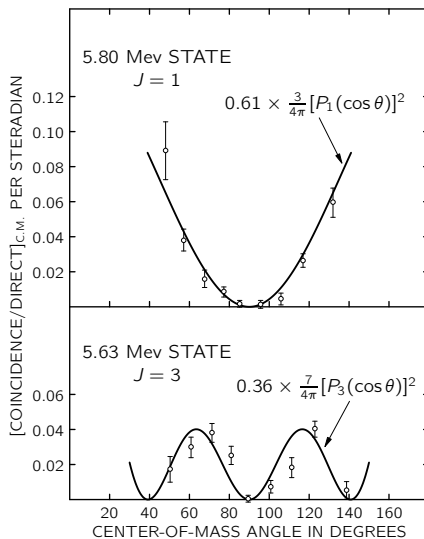 5.80 Mev STATE
J = 1
0.61 × 3/4π [P₁(cos θ)]²
0.12
0.10
0.08
0.06
0.04
0.02
[COINCIDENCE/DIRECT]C.M. PER STERADIAN
5.63 Mev STATE
J = 3
0.36 × 7/4π [P₃(cos θ)]²
0.06
0.04
0.02
0 20 40 60 80 100 120 140 160
CENTER-OF-MASS ANGLE IN DEGREES